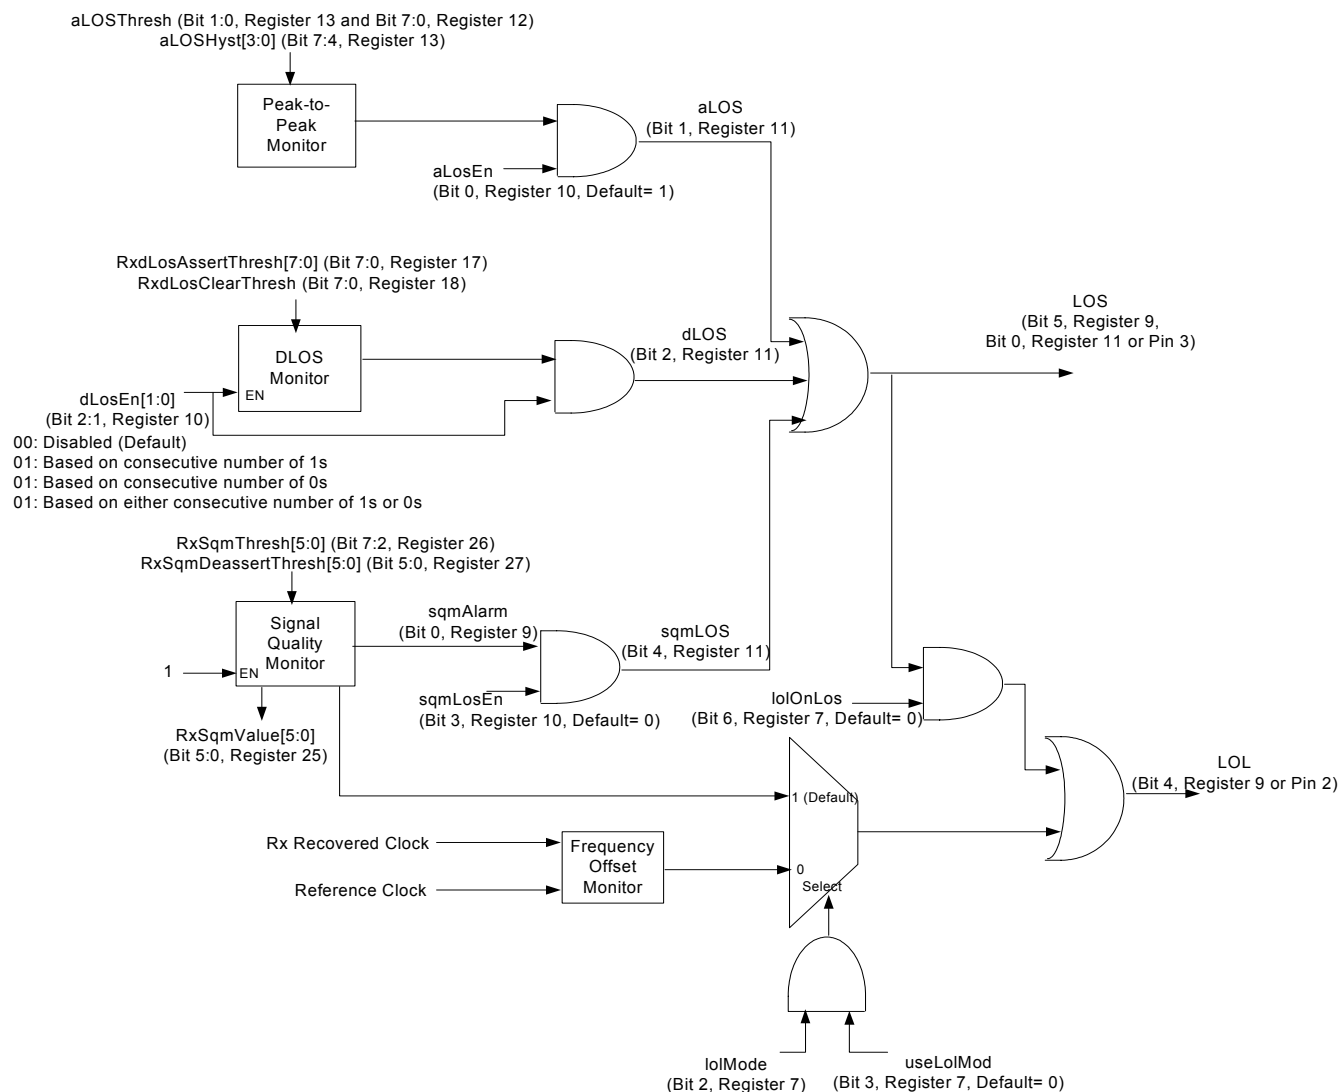 aLOSThresh (Bit 1:0, Register 13 and Bit 7:0, Register 12)
aLOSHyst[3:0] (Bit 7:4, Register 13)
Peak-to-
Peak
Monitor
aLOS
(Bit 1, Register 11)
aLosEn
(Bit 0, Register 10, Default= 1)
RxdLosAssertThresh[7:0] (Bit 7:0, Register 17)
RxdLosClearThresh (Bit 7:0, Register 18)
DLOS
Monitor
EN
dLOS
(Bit 2, Register 11)
LOS
(Bit 5, Register 9,
Bit 0, Register 11 or Pin 3)
dLosEn[1:0]
(Bit 2:1, Register 10)
00: Disabled (Default)
01: Based on consecutive number of 1s
01: Based on consecutive number of 0s
01: Based on either consecutive number of 1s or 0s
RxSqmThresh[5:0] (Bit 7:2, Register 26)
RxSqmDeassertThresh[5:0] (Bit 5:0, Register 27)
Signal
Quality
Monitor
EN
1
sqmAlarm
(Bit 0, Register 9)
sqmLOS
(Bit 4, Register 11)
sqmLosEn
(Bit 3, Register 10, Default= 0)
lolOnLos
(Bit 6, Register 7, Default= 0)
RxSqmValue[5:0]
(Bit 5:0, Register 25)
LOL
(Bit 4, Register 9 or Pin 2)
1 (Default)
0
Select
Rx Recovered Clock
Reference Clock
Frequency
Offset
Monitor
lolMode
(Bit 2, Register 7)
useLolMod
(Bit 3, Register 7, Default= 0)